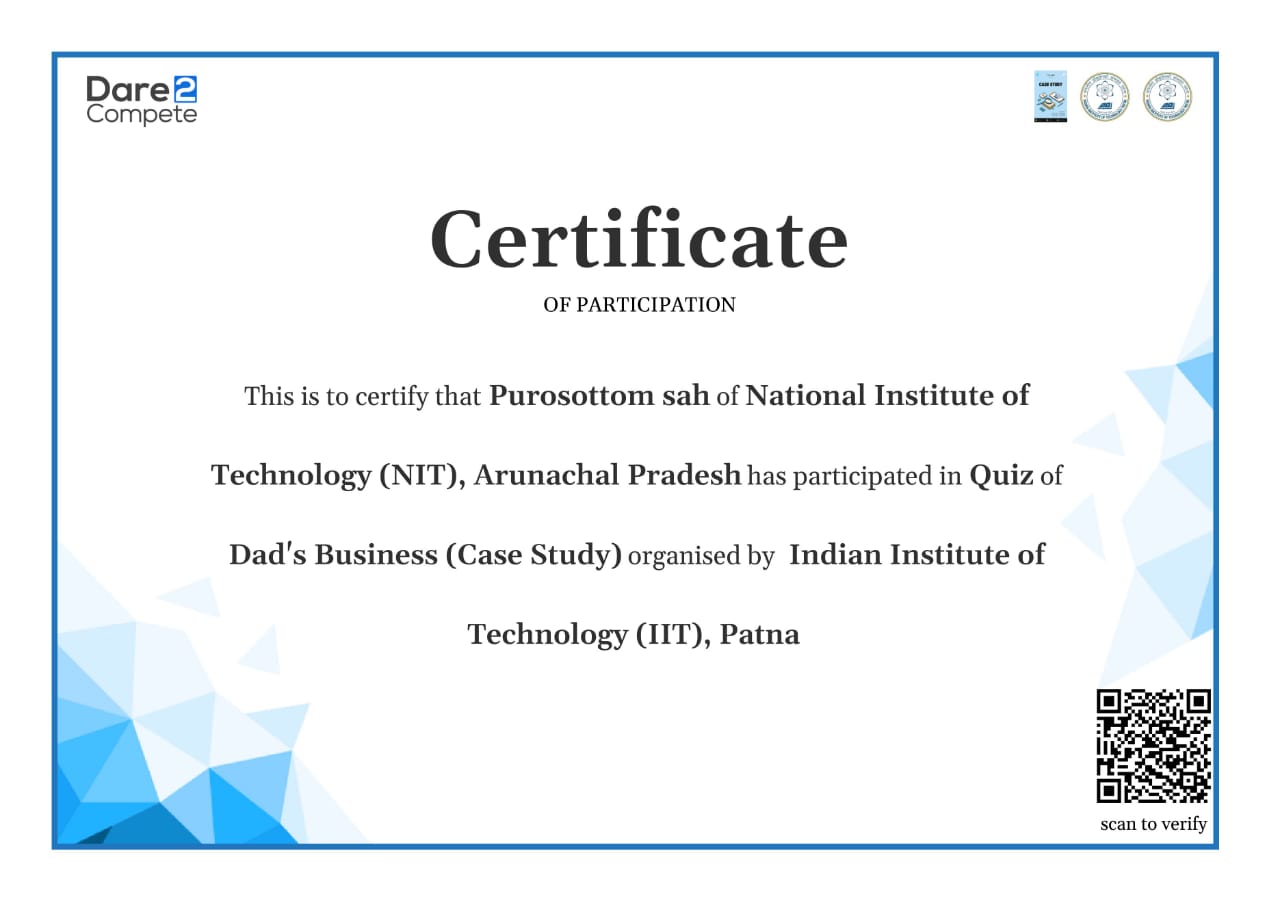 Dare2
Compete
CASE STUDY
Certificate
OF PARTICIPATION
This is to certify that Purosottom sah of National Institute of
Technology (NIT), Arunachal Pradesh has participated in Quiz of
Dad's Business (Case Study) organised by Indian Institute of
Technology (IIT), Patna
scan to verify